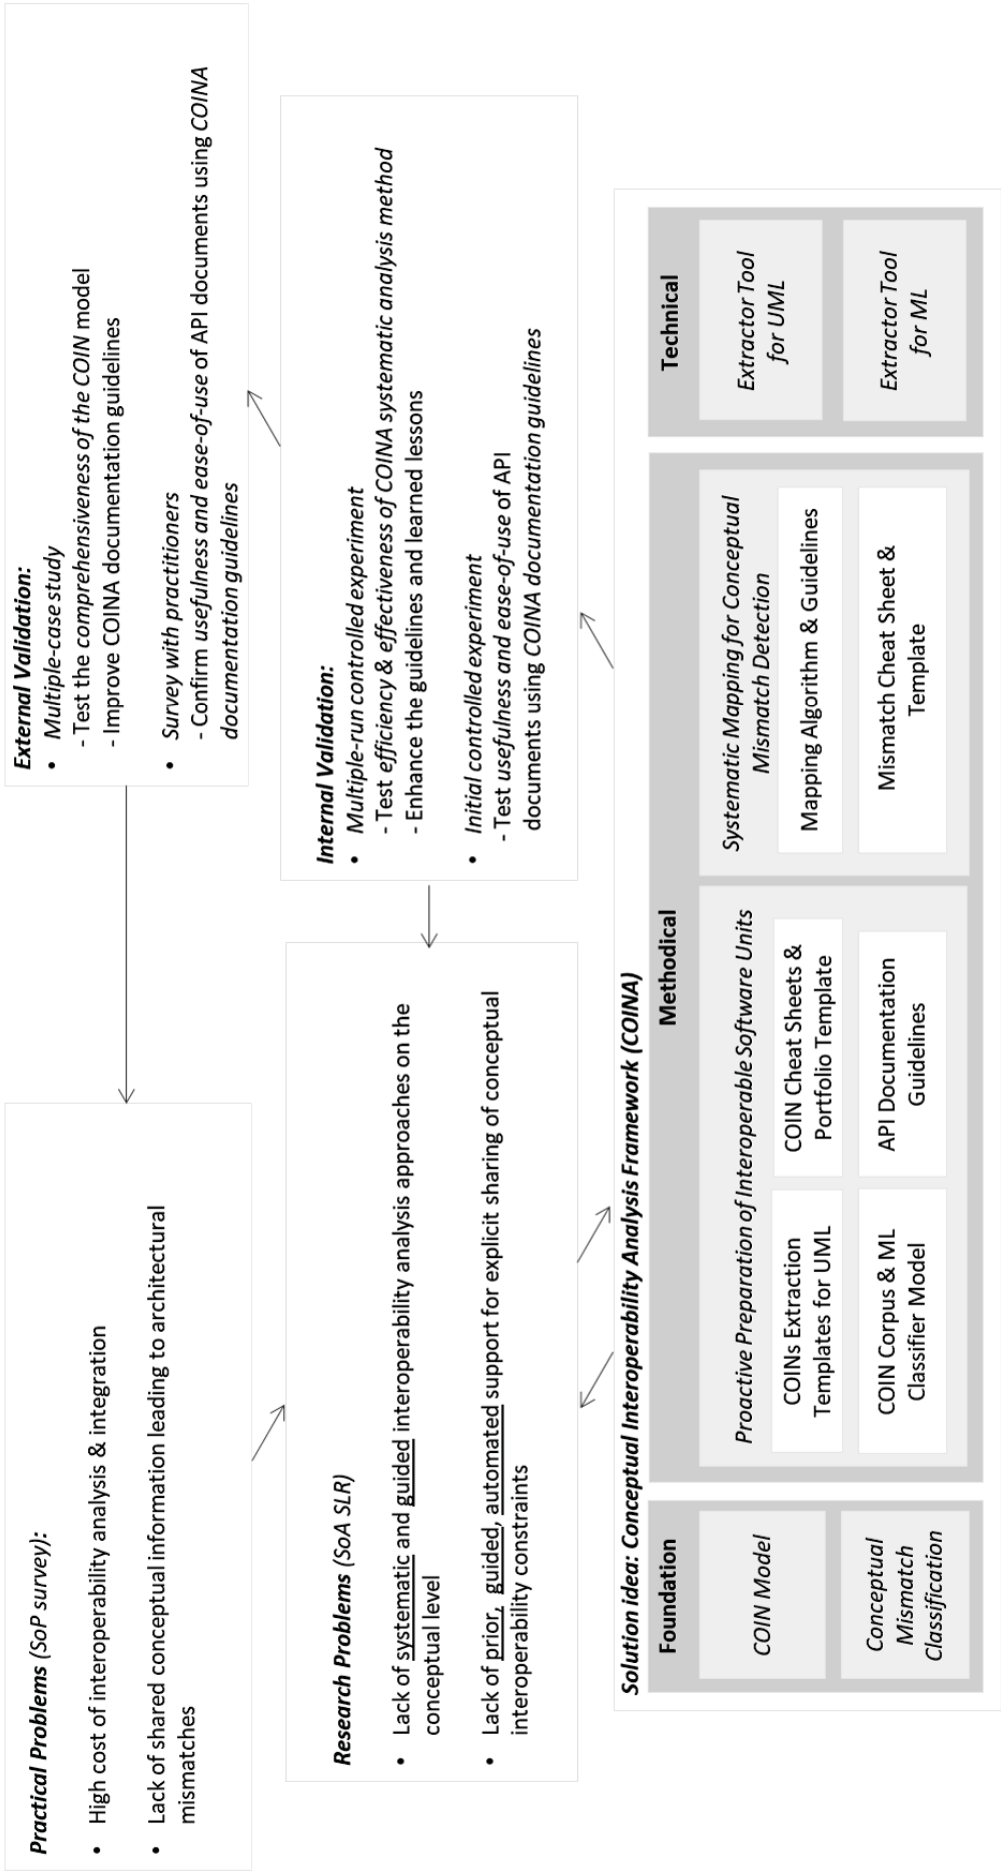 Practical Problems (SoP survey):
• High cost of interoperability analysis & integration
• Lack of shared conceptual information leading to architectural
mismatches
External Validation:
• Multiple-case study
- Test the comprehensiveness of the COIN model
- Improve COINA documentation guidelines
• Survey with practitioners
- Confirm usefulness and ease-of-use of API documents using COINA
documentation guidelines
Research Problems (SoA SLR)
• Lack of systematic and guided interoperability analysis approaches on the
conceptual level
• Lack of prior, guided, automated support for explicit sharing of conceptual
interoperability constraints
Internal Validation:
• Multiple-run controlled experiment
- Test efficiency & effectiveness of COINA systematic analysis method
- Enhance the guidelines and learned lessons
• Initial controlled experiment
- Test usefulness and ease-of-use of API
documents using COINA documentation guidelines
Solution idea: Conceptual Interoperability Analysis Framework (COINA)
Foundation
COIN Model
Conceptual
Mismatch
Classification
Methodical
Proactive Preparation of Interoperable Software Units
COINs Extraction
Templates for UML
COIN Cheat Sheets &
Portfolio Template
COIN Corpus & ML
Classifier Model
API Documentation
Guidelines
Systematic Mapping for Conceptual
Mismatch Detection
Mapping Algorithm & Guidelines
Mismatch Cheat Sheet &
Template
Technical
Extractor Tool
for UML
Extractor Tool
for ML